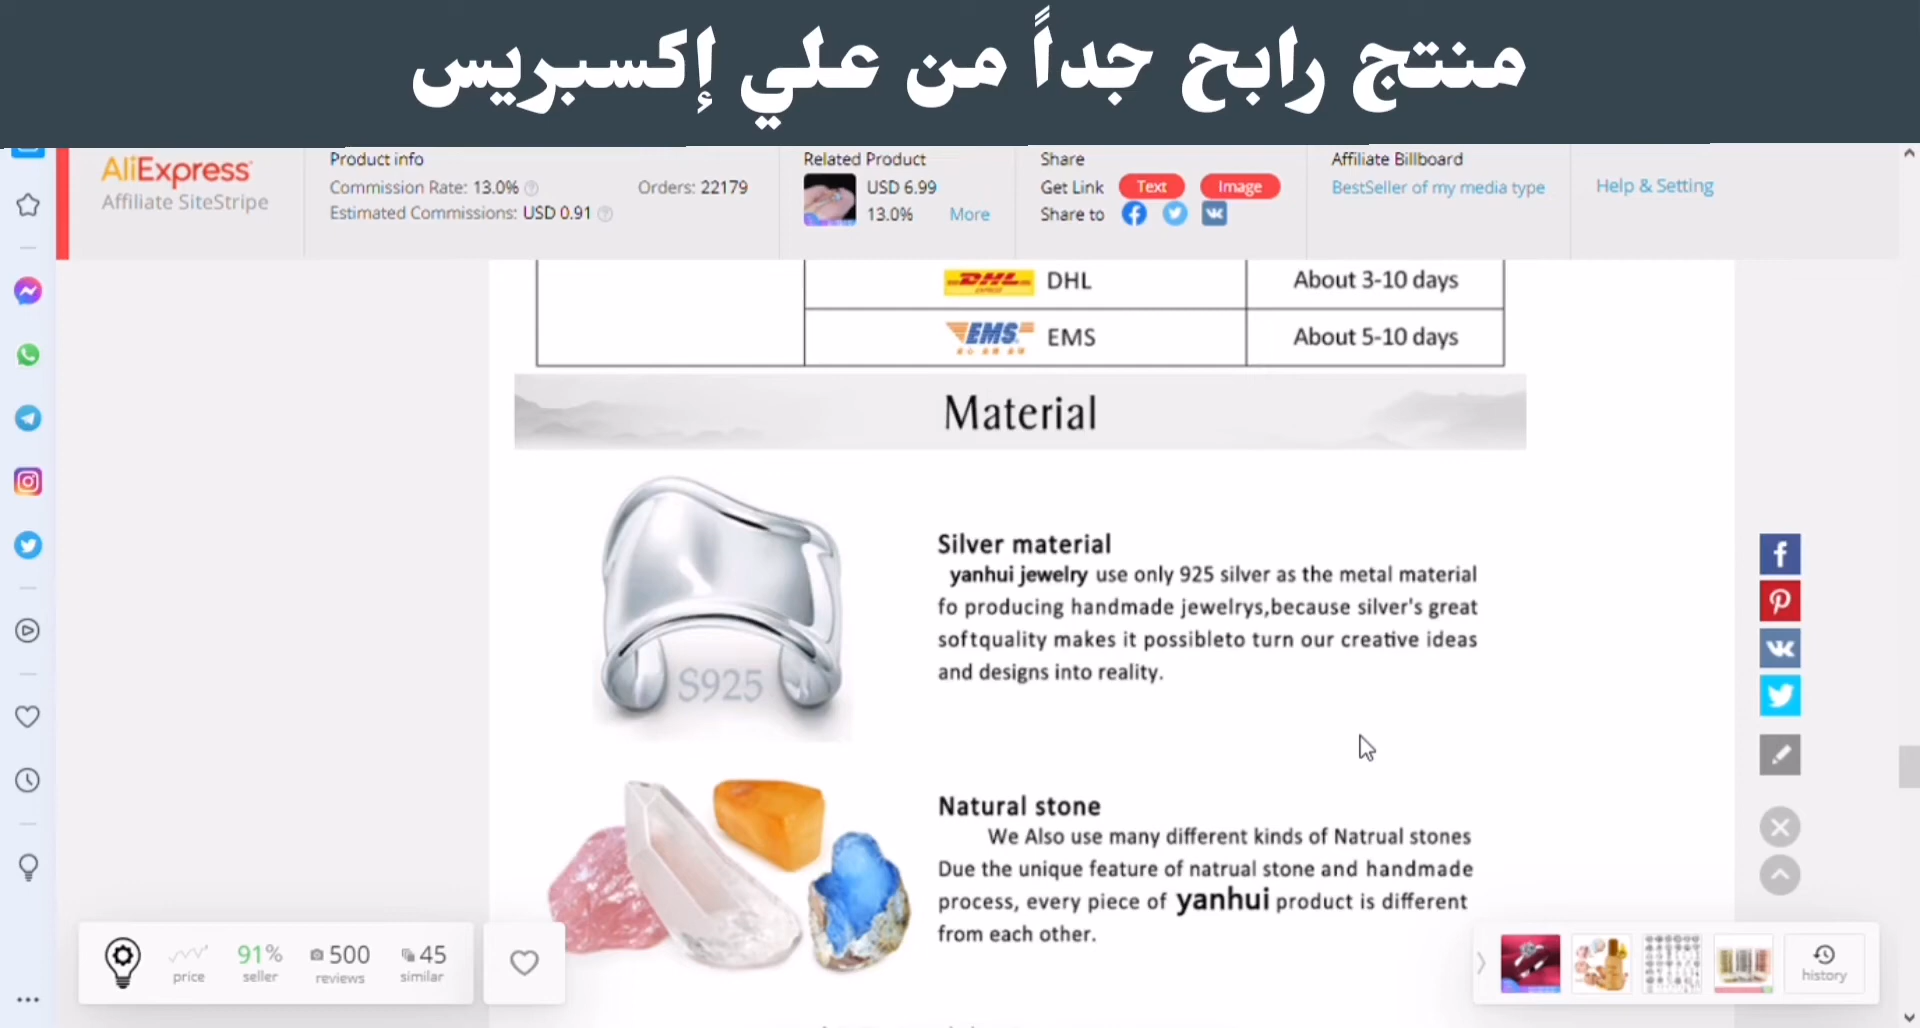 منتج رابح جداً من علي إكسبريس
AliExpress
Affiliate SiteStripe
Product info
Commission Rate: 13.0%
Orders: 22179
Estimated Commissions: USD 0.91
Related Product
USD 6.99
13.0%
More
Share
Get Link
Text
Image
Share to
Affiliate Billboard
BestSeller of my media type
Help & Setting
DHL
EXPRESS
DHL
About 3-10 days
EMS
EMS
About 5-10 days
Material
S925
Silver material
yanhui jewelry use only 925 silver as the metal material
fo producing handmade jewelrys,because silver's great
softquality makes it possibleto turn our creative ideas
and designs into reality.
Natural stone
We Also use many different kinds of Natrual stones
Due the unique feature of natrual stone and handmade
process, every piece of yanhui product is different
from each other.
price
91%
seller
500
reviews
45
similar
history